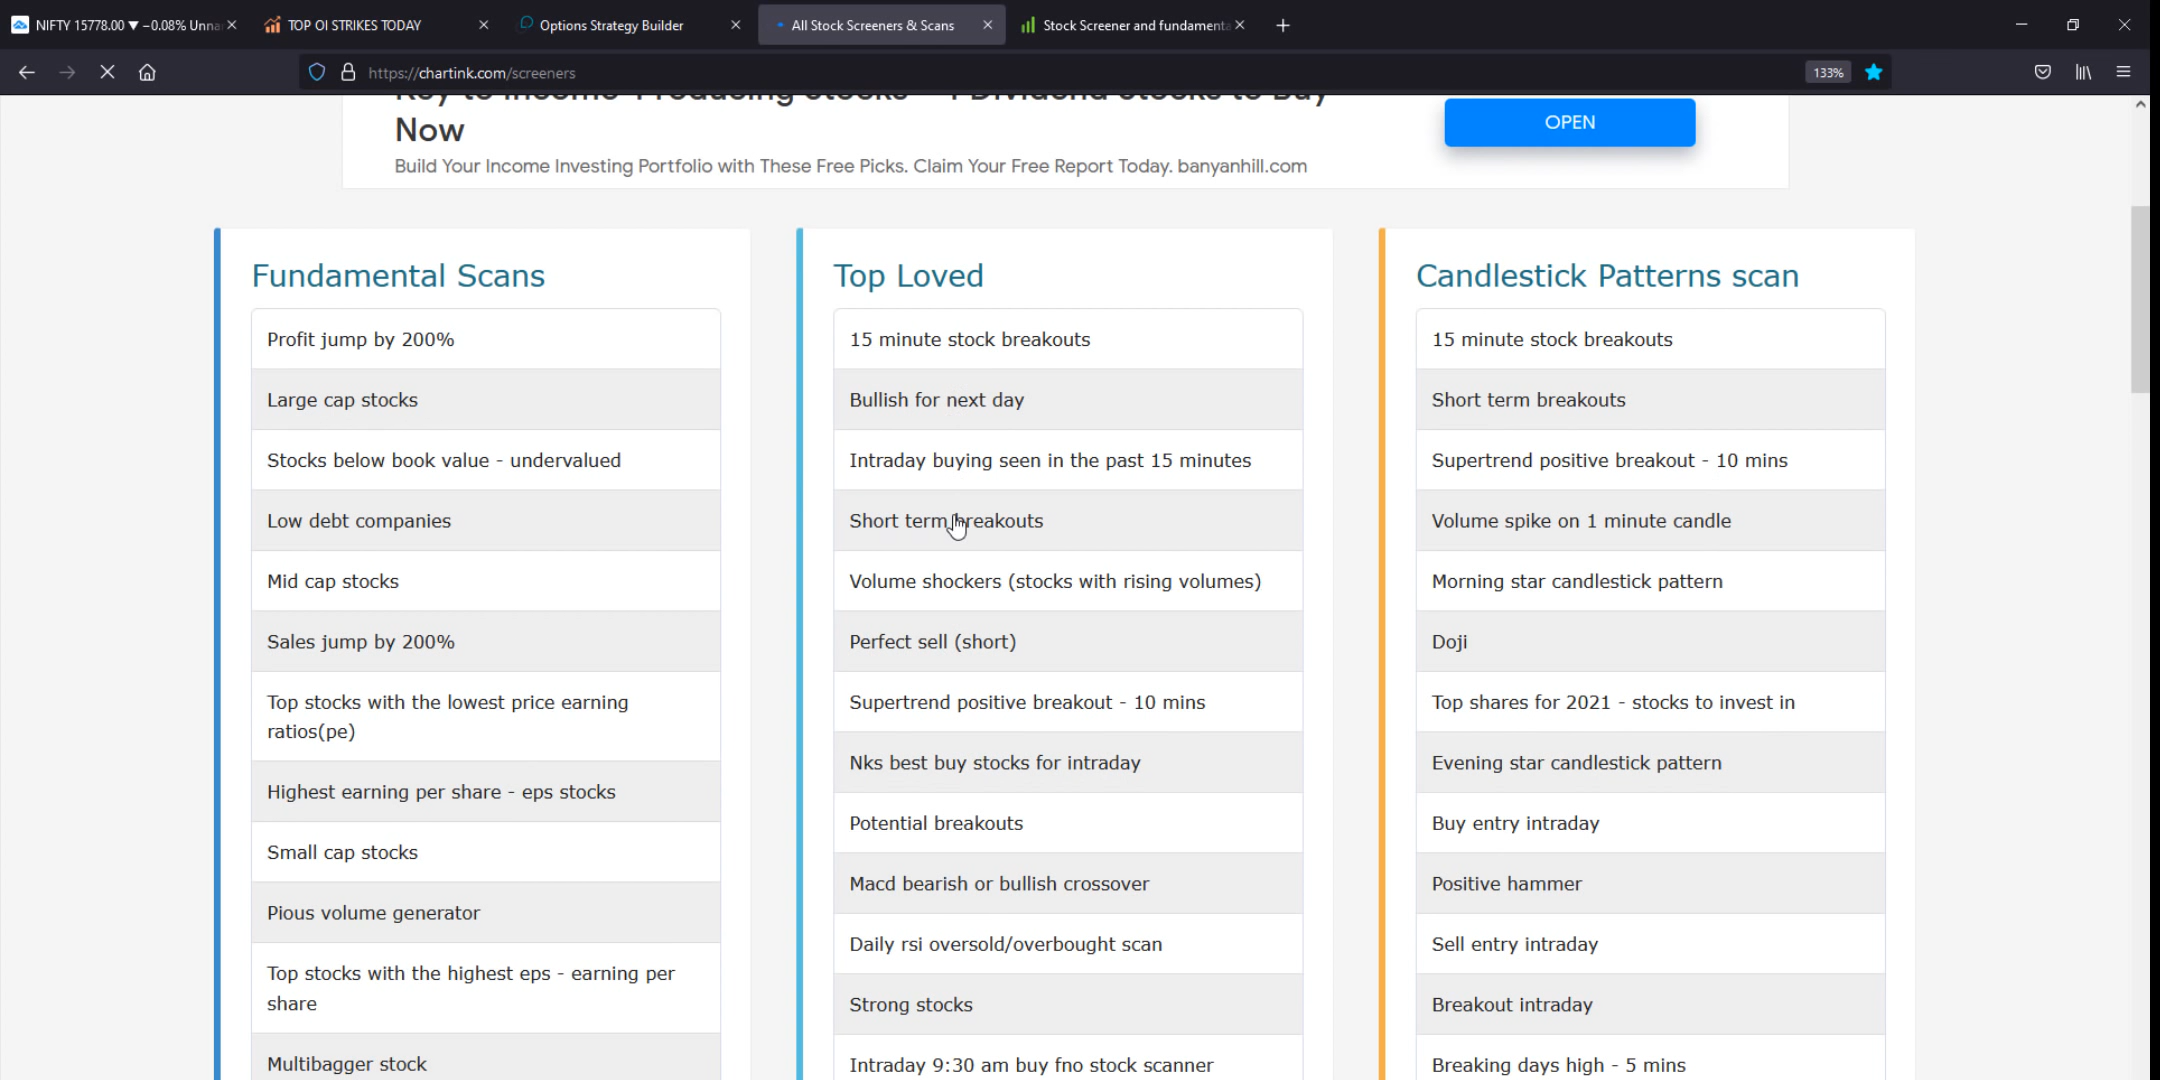 NIFTY 15778.00 ▼ −0.08% Unna
TOP OI STRIKES TODAY
Options Strategy Builder
All Stock Screeners & Scans
Stock Screener and fundamenta
https://chartink.com/screeners
133%
Key to Income-Producing Stocks - 4 Dividend Stocks to Buy
Now
Build Your Income Investing Portfolio with These Free Picks. Claim Your Free Report Today. banyanhill.com
OPEN
Fundamental Scans
Profit jump by 200%
Large cap stocks
Stocks below book value - undervalued
Low debt companies
Mid cap stocks
Sales jump by 200%
Top stocks with the lowest price earning
ratios(pe)
Highest earning per share - eps stocks
Small cap stocks
Pious volume generator
Top stocks with the highest eps - earning per
share
Multibagger stock
Top Loved
15 minute stock breakouts
Bullish for next day
Intraday buying seen in the past 15 minutes
Short term breakouts
Volume shockers (stocks with rising volumes)
Perfect sell (short)
Supertrend positive breakout - 10 mins
Nks best buy stocks for intraday
Potential breakouts
Macd bearish or bullish crossover
Daily rsi oversold/overbought scan
Strong stocks
Intraday 9:30 am buy fno stock scanner
Candlestick Patterns scan
15 minute stock breakouts
Short term breakouts
Supertrend positive breakout - 10 mins
Volume spike on 1 minute candle
Morning star candlestick pattern
Doji
Top shares for 2021 - stocks to invest in
Evening star candlestick pattern
Buy entry intraday
Positive hammer
Sell entry intraday
Breakout intraday
Breaking days high - 5 mins